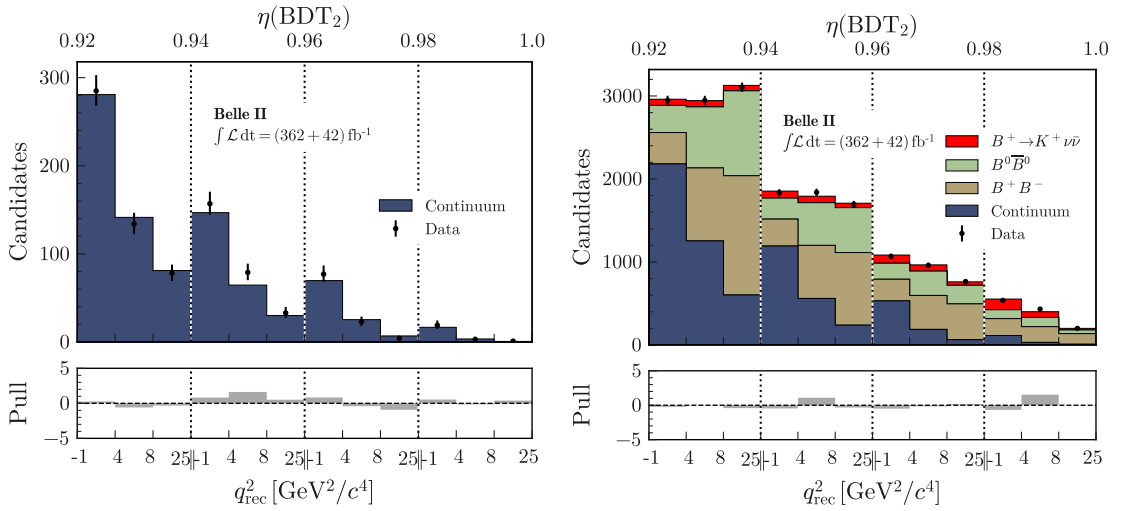 η(BDT₂)
0.92 0.94 0.96 0.98 1.0
300
200
100
0
Candidates
Belle II
∫ℒ dt = (362 + 42) fb⁻¹
Continuum
Data
5
0
−5
Pull
-1 4 8 25 -1 4 8 25 -1 4 8 25 -1 4 8 25
q²rec [GeV²/c⁴]
η(BDT₂)
0.92 0.94 0.96 0.98 1.0
3000
2000
1000
0
Candidates
Belle II
∫ℒ dt = (362 + 42) fb⁻¹
B⁺→K⁺νν̄
B⁰B̅⁰
B⁺B⁻
Continuum
Data
5
0
−5
Pull
-1 4 8 25 -1 4 8 25 -1 4 8 25 -1 4 8 25
q²rec [GeV²/c⁴]